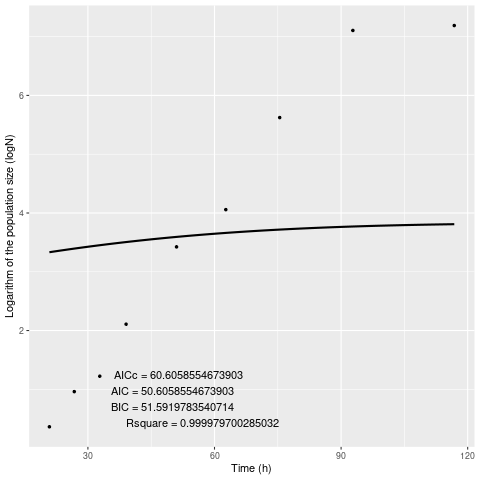 Logarithm of the population size (logN)
6
4
2
AICc = 60.6058554673903
AIC = 50.6058554673903
BIC = 51.5919783540714
Rsquare = 0.999979700285032
30
60
90
120
Time (h)